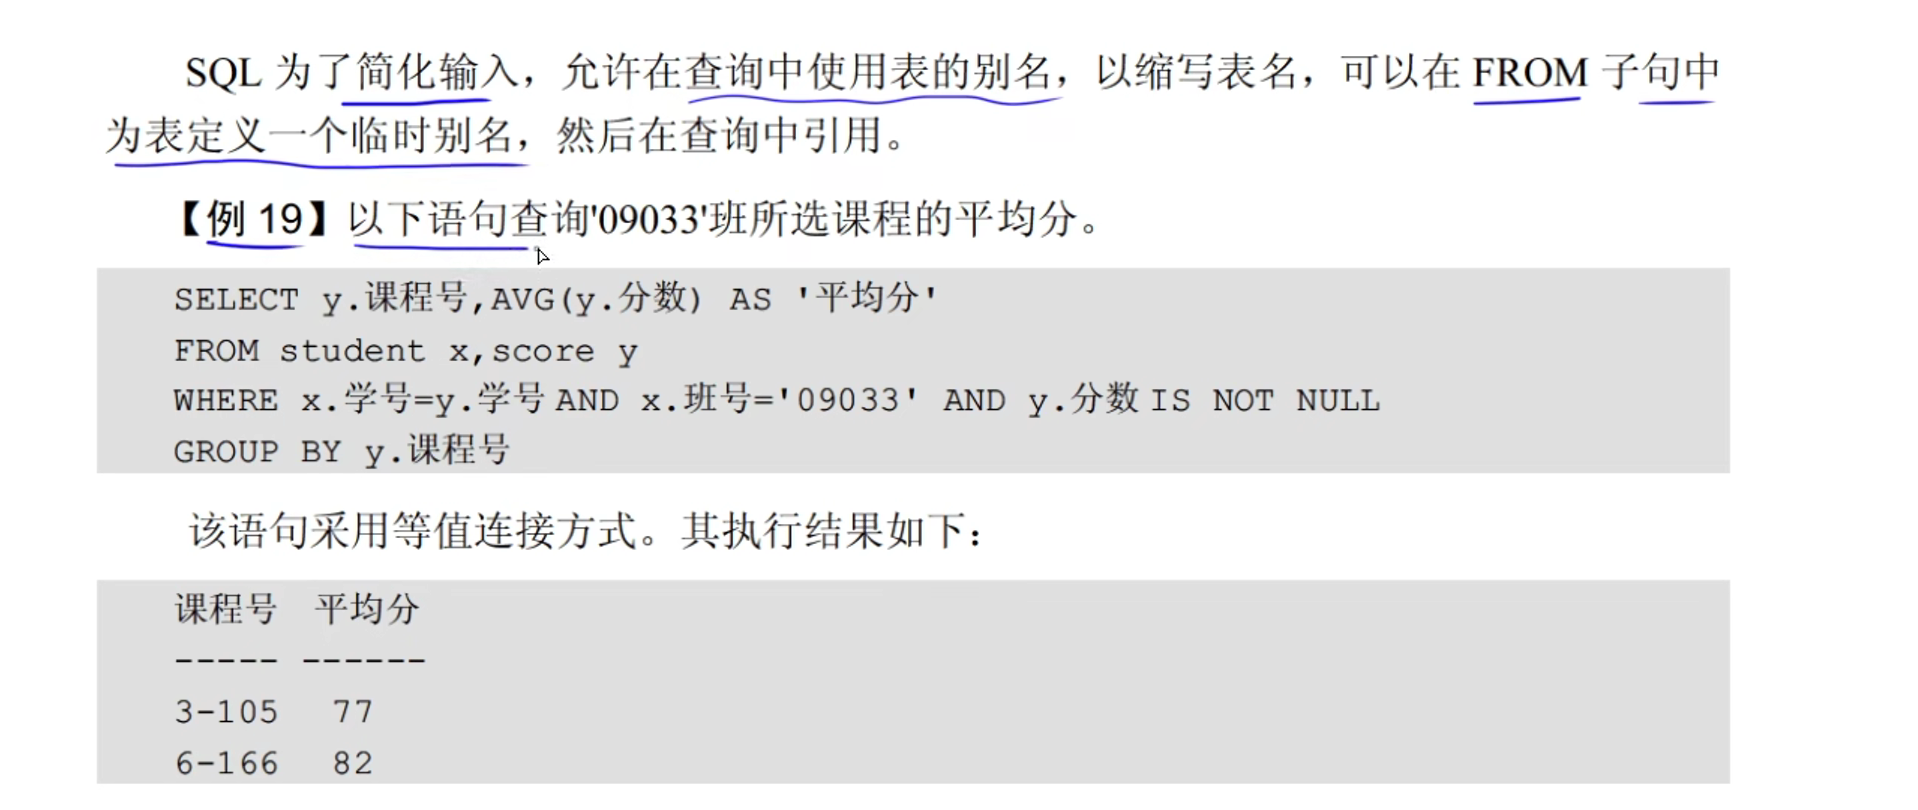 SQL 为了简化输入，允许在查询中使用表的别名，以缩写表名，可以在 FROM 子句中
为表定义一个临时别名，然后在查询中引用。
【例 19】以下语句查询'09033'班所选课程的平均分。
SELECT y.课程号,AVG(y.分数) AS '平均分'
FROM student x,score y
WHERE x.学号=y.学号 AND x.班号='09033' AND y.分数 IS NOT NULL
GROUP BY y.课程号
该语句采用等值连接方式。其执行结果如下：
课程号 平均分
----- ------
3-105 77
6-166 82